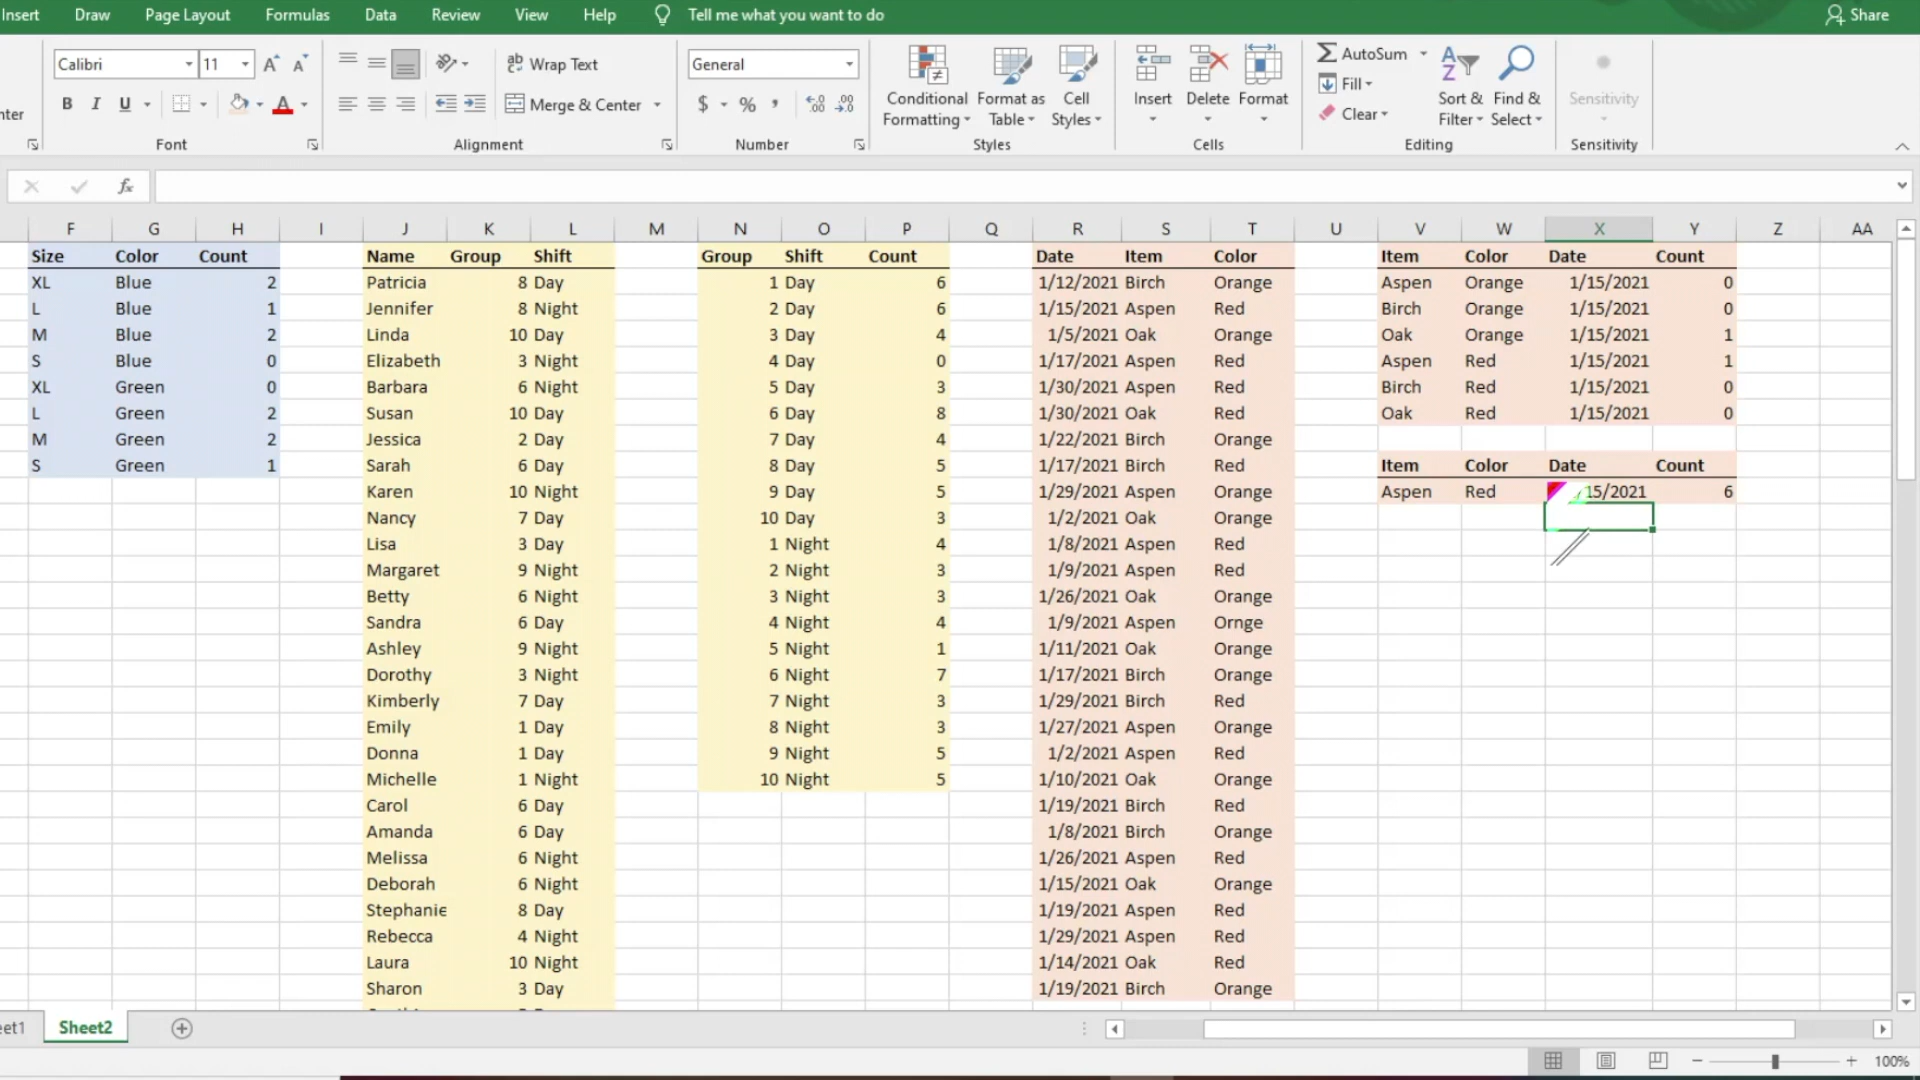 Insert Draw Page Layout Formulas Data Review View Help Tell me what you want to do Share
Calibri 11 Wrap Text General AutoSum
Conditional Format as Cell Insert Delete Format Fill Sort & Find & Sensitivity
B I U Merge & Center $ % , Formatting Table Styles Clear Filter Select
Font Alignment Number Styles Cells Editing Sensitivity
fx
F G H I J K L M N O P Q R S T U V W X Y Z AA
Size Color Count Name Group Shift Group Shift Count Date Item Color Item Color Date Count
XL Blue 2 Patricia 8 Day 1 Day 6 1/12/2021 Birch Orange Aspen Orange 1/15/2021 0
L Blue 1 Jennifer 8 Night 2 Day 6 1/15/2021 Aspen Red Birch Orange 1/15/2021 0
M Blue 2 Linda 10 Day 3 Day 4 1/5/2021 Oak Orange Oak Orange 1/15/2021 1
S Blue 0 Elizabeth 3 Night 4 Day 0 1/17/2021 Aspen Red Aspen Red 1/15/2021 1
XL Green 0 Barbara 6 Night 5 Day 3 1/30/2021 Aspen Red Birch Red 1/15/2021 0
L Green 2 Susan 10 Day 6 Day 8 1/30/2021 Oak Red Oak Red 1/15/2021 0
M Green 2 Jessica 2 Day 7 Day 4 1/22/2021 Birch Orange
S Green 1 Sarah 6 Day 8 Day 5 1/17/2021 Birch Red Item Color Date Count
Karen 10 Night 9 Day 5 1/29/2021 Aspen Orange Aspen Red /15/2021 6
Nancy 7 Day 10 Day 3 1/2/2021 Oak Orange
Lisa 3 Day 1 Night 4 1/8/2021 Aspen Red
Margaret 9 Night 2 Night 3 1/9/2021 Aspen Red
Betty 6 Night 3 Night 3 1/26/2021 Oak Orange
Sandra 6 Day 4 Night 4 1/9/2021 Aspen Ornge
Ashley 9 Night 5 Night 1 1/11/2021 Oak Orange
Dorothy 3 Night 6 Night 7 1/17/2021 Birch Orange
Kimberly 7 Day 7 Night 3 1/29/2021 Birch Red
Emily 1 Day 8 Night 3 1/27/2021 Aspen Orange
Donna 1 Day 9 Night 5 1/2/2021 Aspen Red
Michelle 1 Night 10 Night 5 1/10/2021 Oak Orange
Carol 6 Day 1/19/2021 Birch Red
Amanda 6 Day 1/8/2021 Birch Orange
Melissa 6 Night 1/26/2021 Aspen Red
Deborah 6 Night 1/15/2021 Oak Orange
Stephanie 8 Day 1/19/2021 Aspen Red
Rebecca 4 Night 1/29/2021 Aspen Red
Laura 10 Night 1/14/2021 Oak Red
Sharon 3 Day 1/19/2021 Birch Orange
eet1 Sheet2
100%